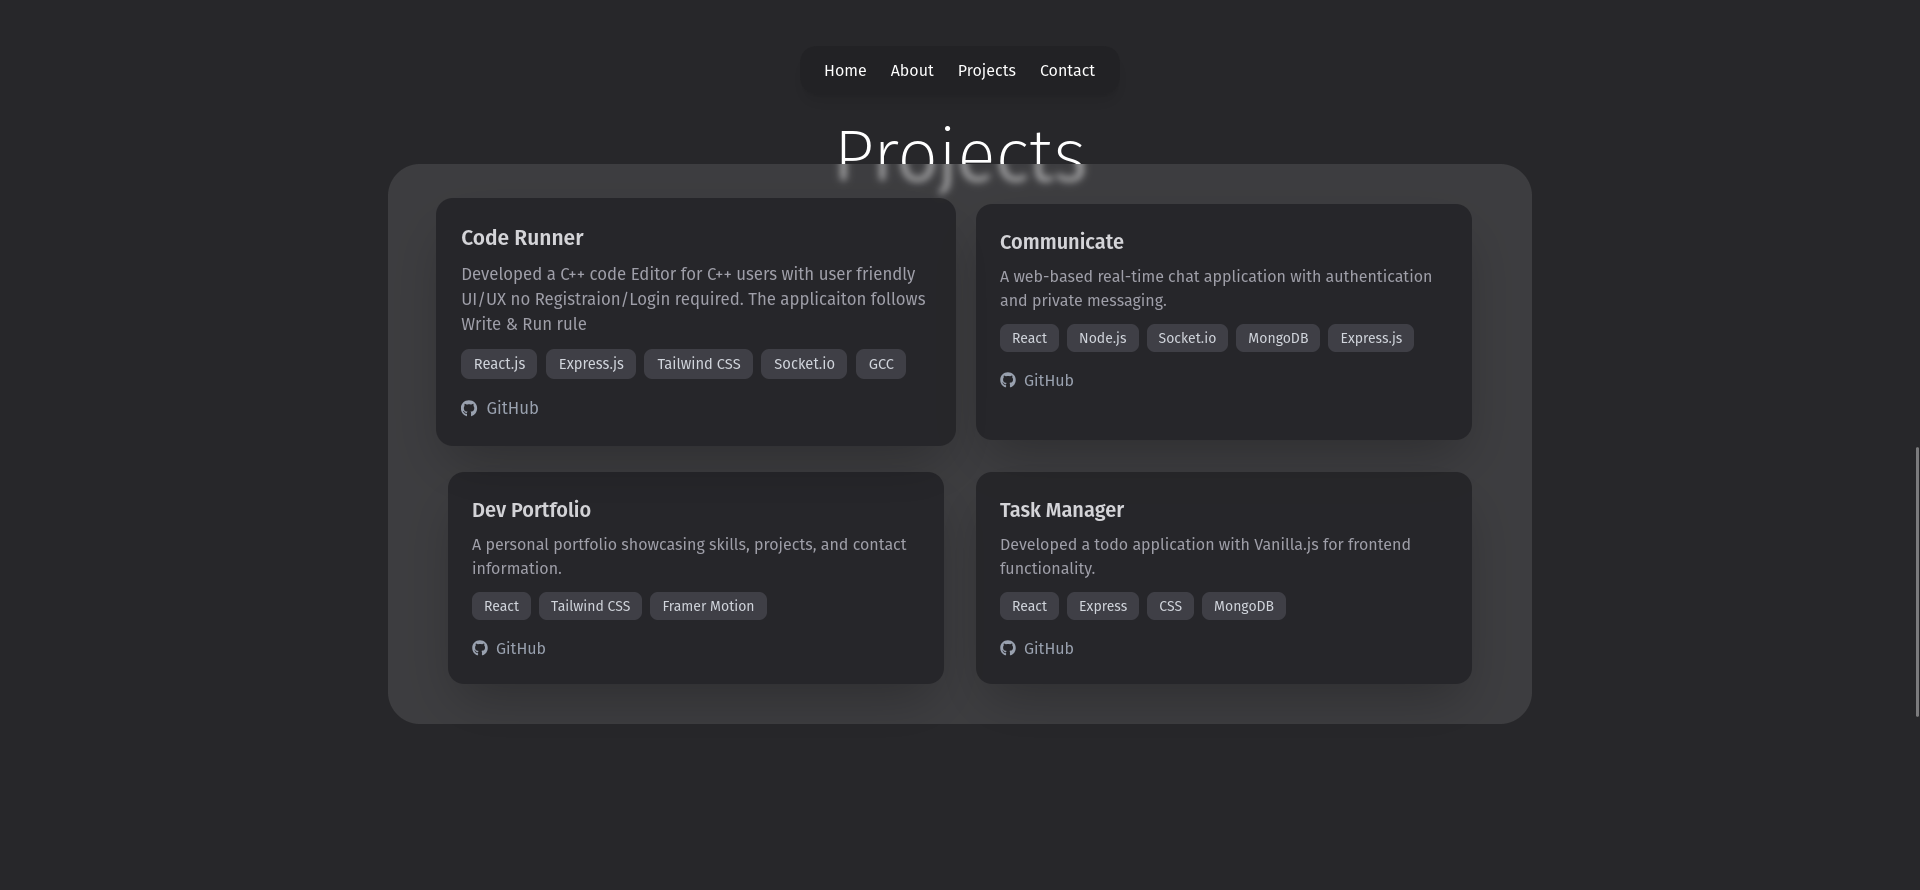 Home About Projects Contact
Projects
Code Runner
Developed a C++ code Editor for C++ users with user friendly
UI/UX no Registraion/Login required. The applicaiton follows
Write & Run rule
React.js Express.js Tailwind CSS Socket.io GCC
GitHub
Communicate
A web-based real-time chat application with authentication
and private messaging.
React Node.js Socket.io MongoDB Express.js
GitHub
Dev Portfolio
A personal portfolio showcasing skills, projects, and contact
information.
React Tailwind CSS Framer Motion
GitHub
Task Manager
Developed a todo application with Vanilla.js for frontend
functionality.
React Express CSS MongoDB
GitHub